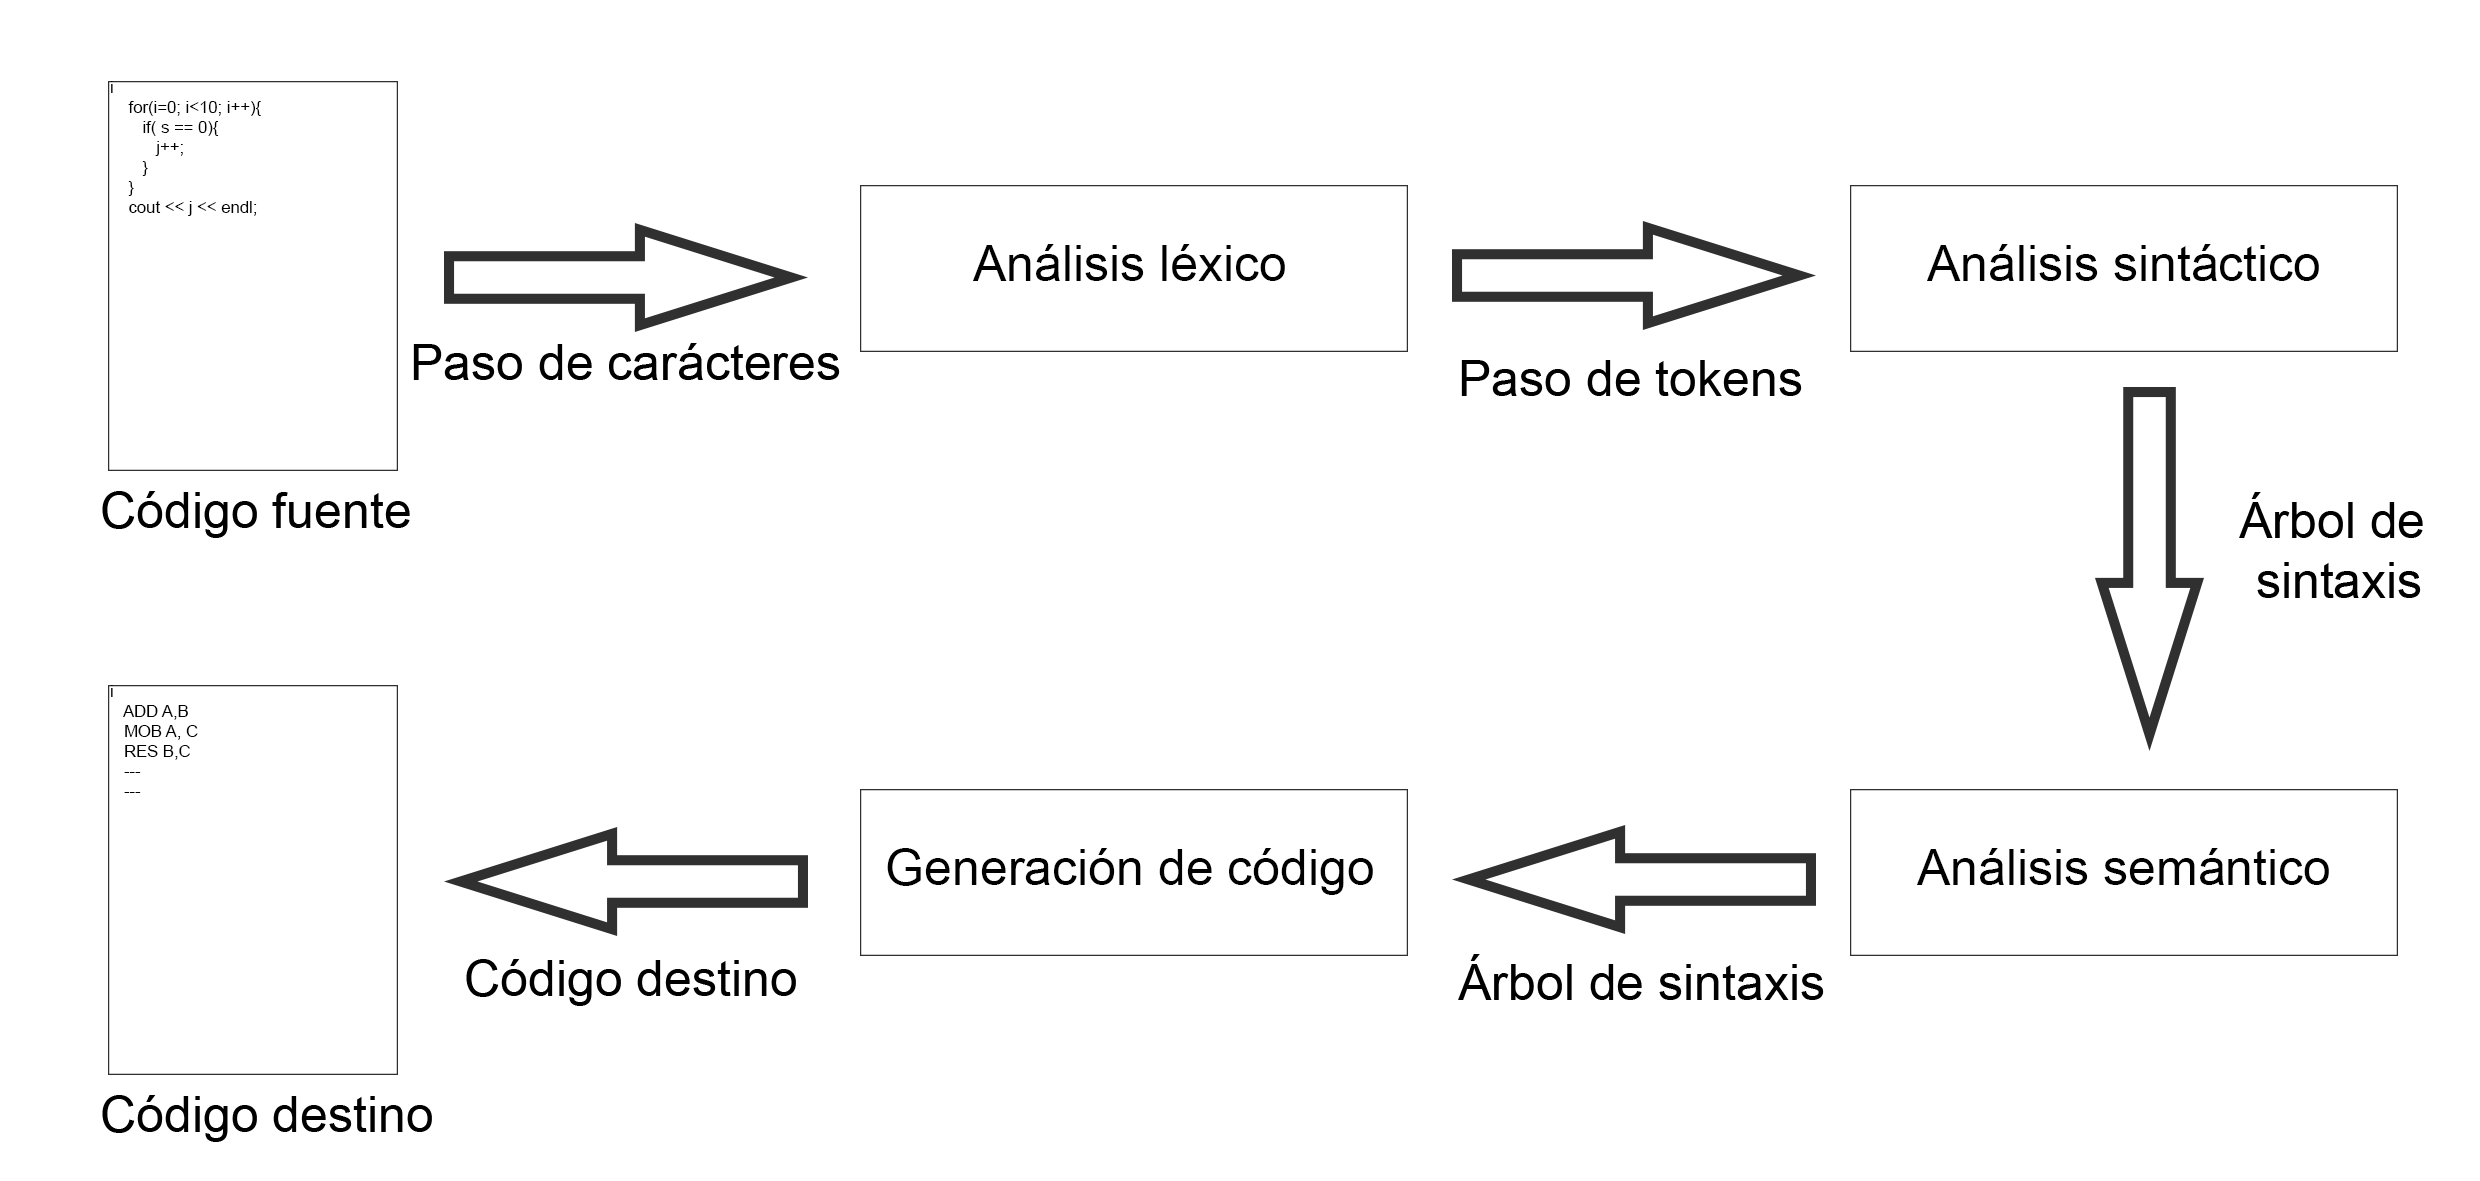 for(i=0; i<10; i++){
if( s == 0){
j++;
}
}
cout << j << endl;
Código fuente
Paso de carácteres
Análisis léxico
Paso de tokens
Análisis sintáctico
Árbol de
sintaxis
Análisis semántico
Árbol de sintaxis
Generación de código
Código destino
ADD A,B
MOB A, C
RES B,C
---
---
Código destino